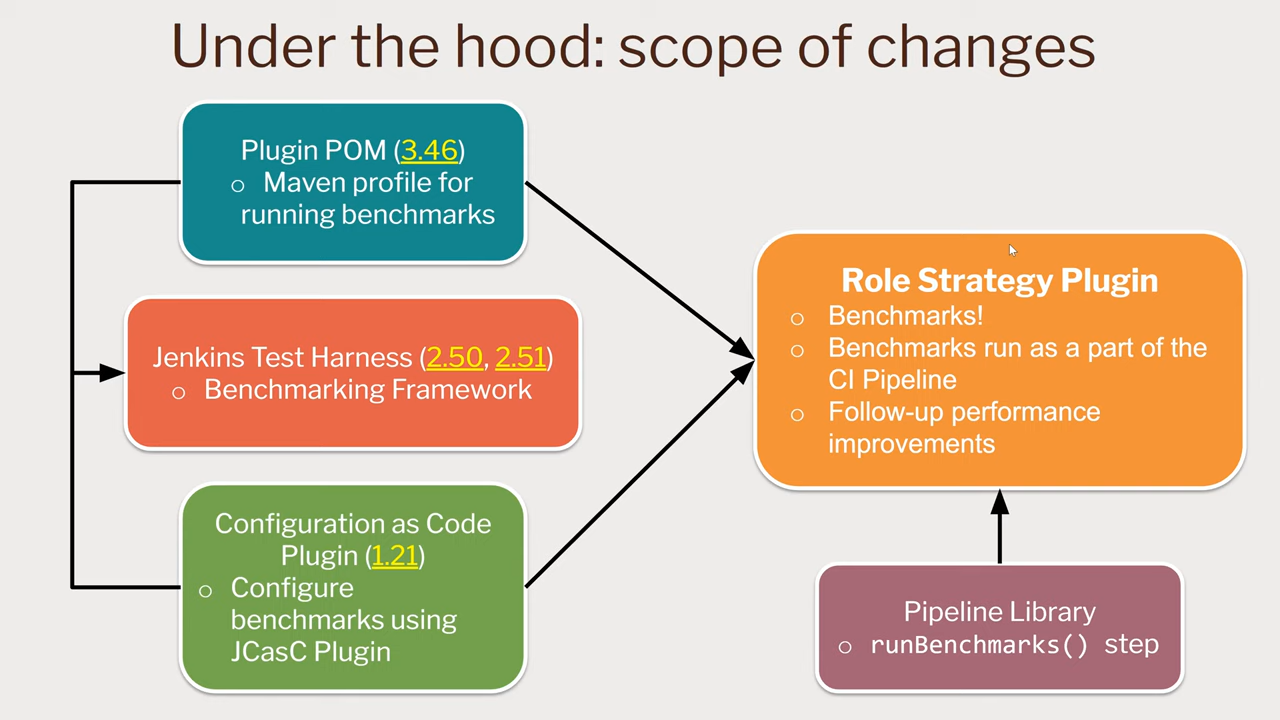 Under the hood: scope of changes
Plugin POM (3.46)
○ Maven profile for
running benchmarks
Jenkins Test Harness (2.50, 2.51)
○ Benchmarking Framework
Configuration as Code
Plugin (1.21)
○ Configure
benchmarks using
JCasC Plugin
Role Strategy Plugin
○ Benchmarks!
○ Benchmarks run as a part of the
CI Pipeline
○ Follow-up performance
improvements
Pipeline Library
○ runBenchmarks() step